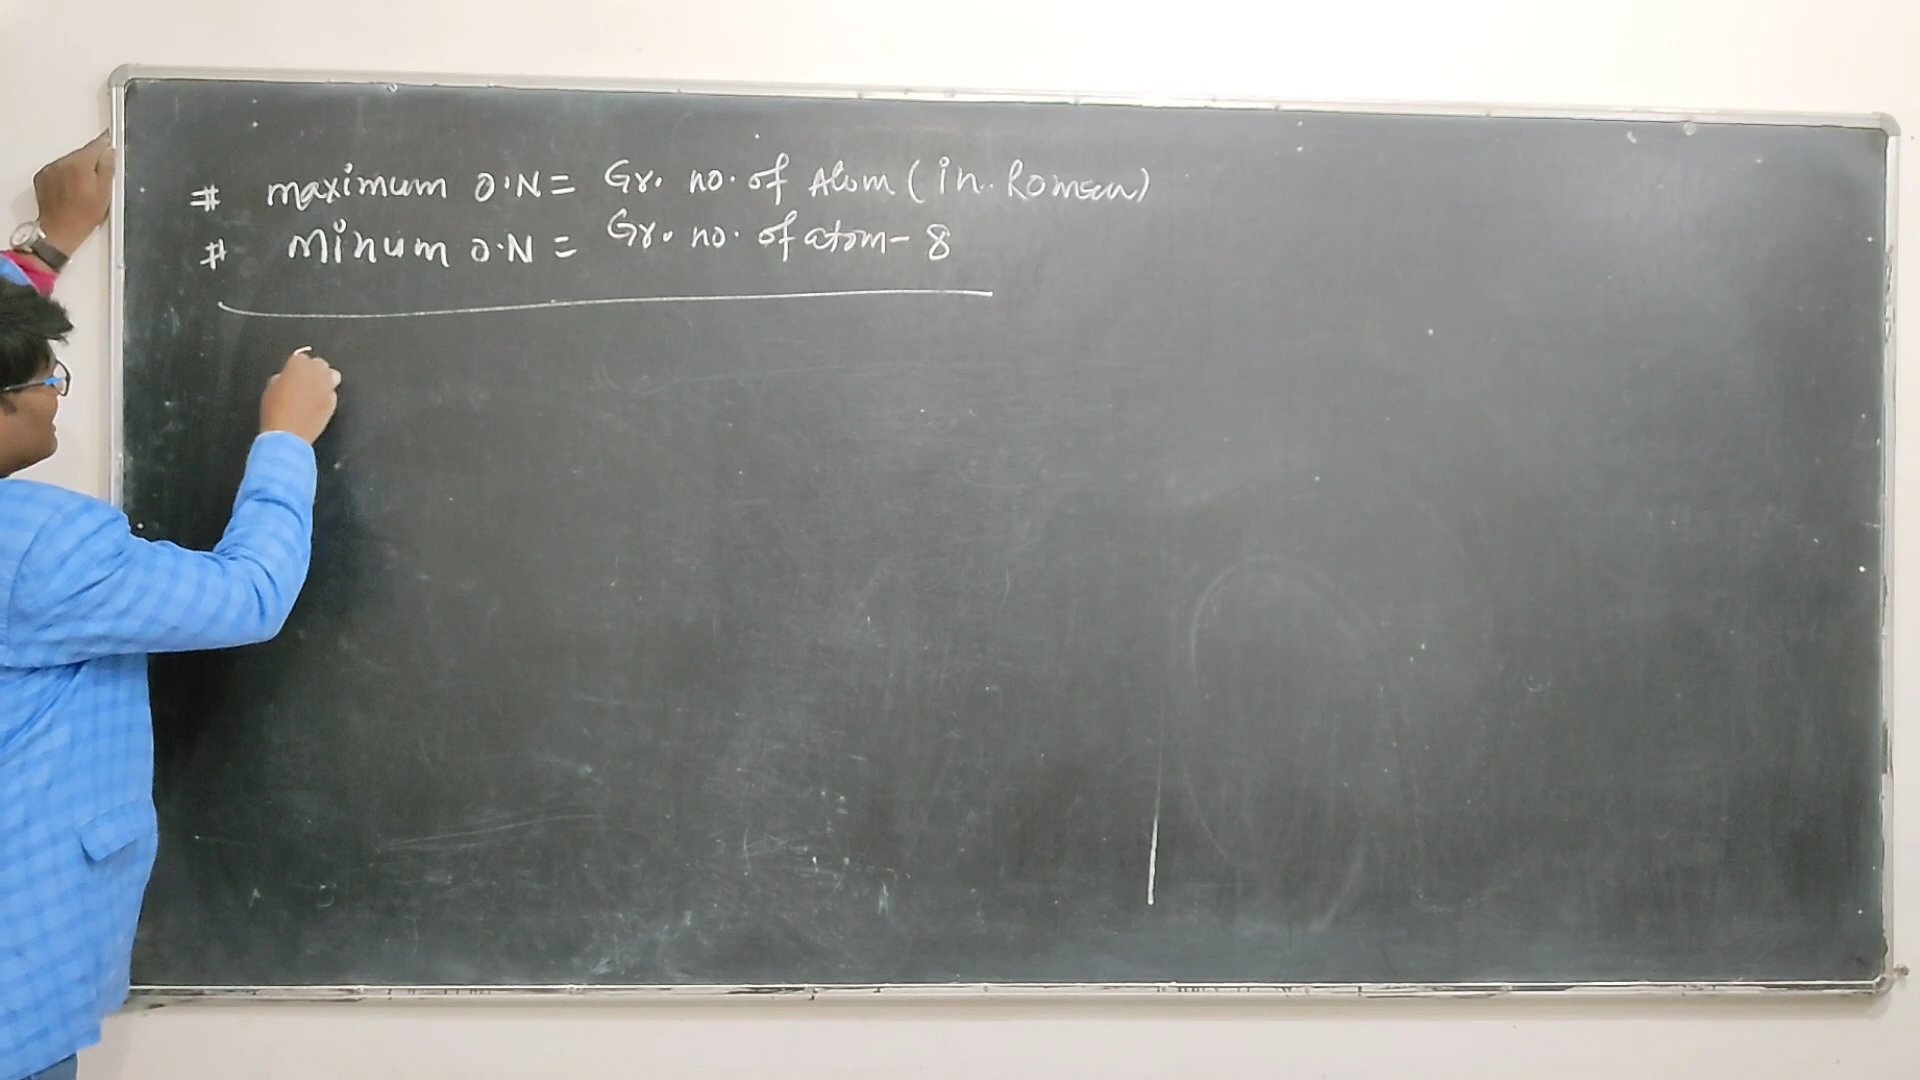 # maximum O.N = Gr. no. of Atom (in. Roman)
# Minum O.N = Gr. no. of atom - 8